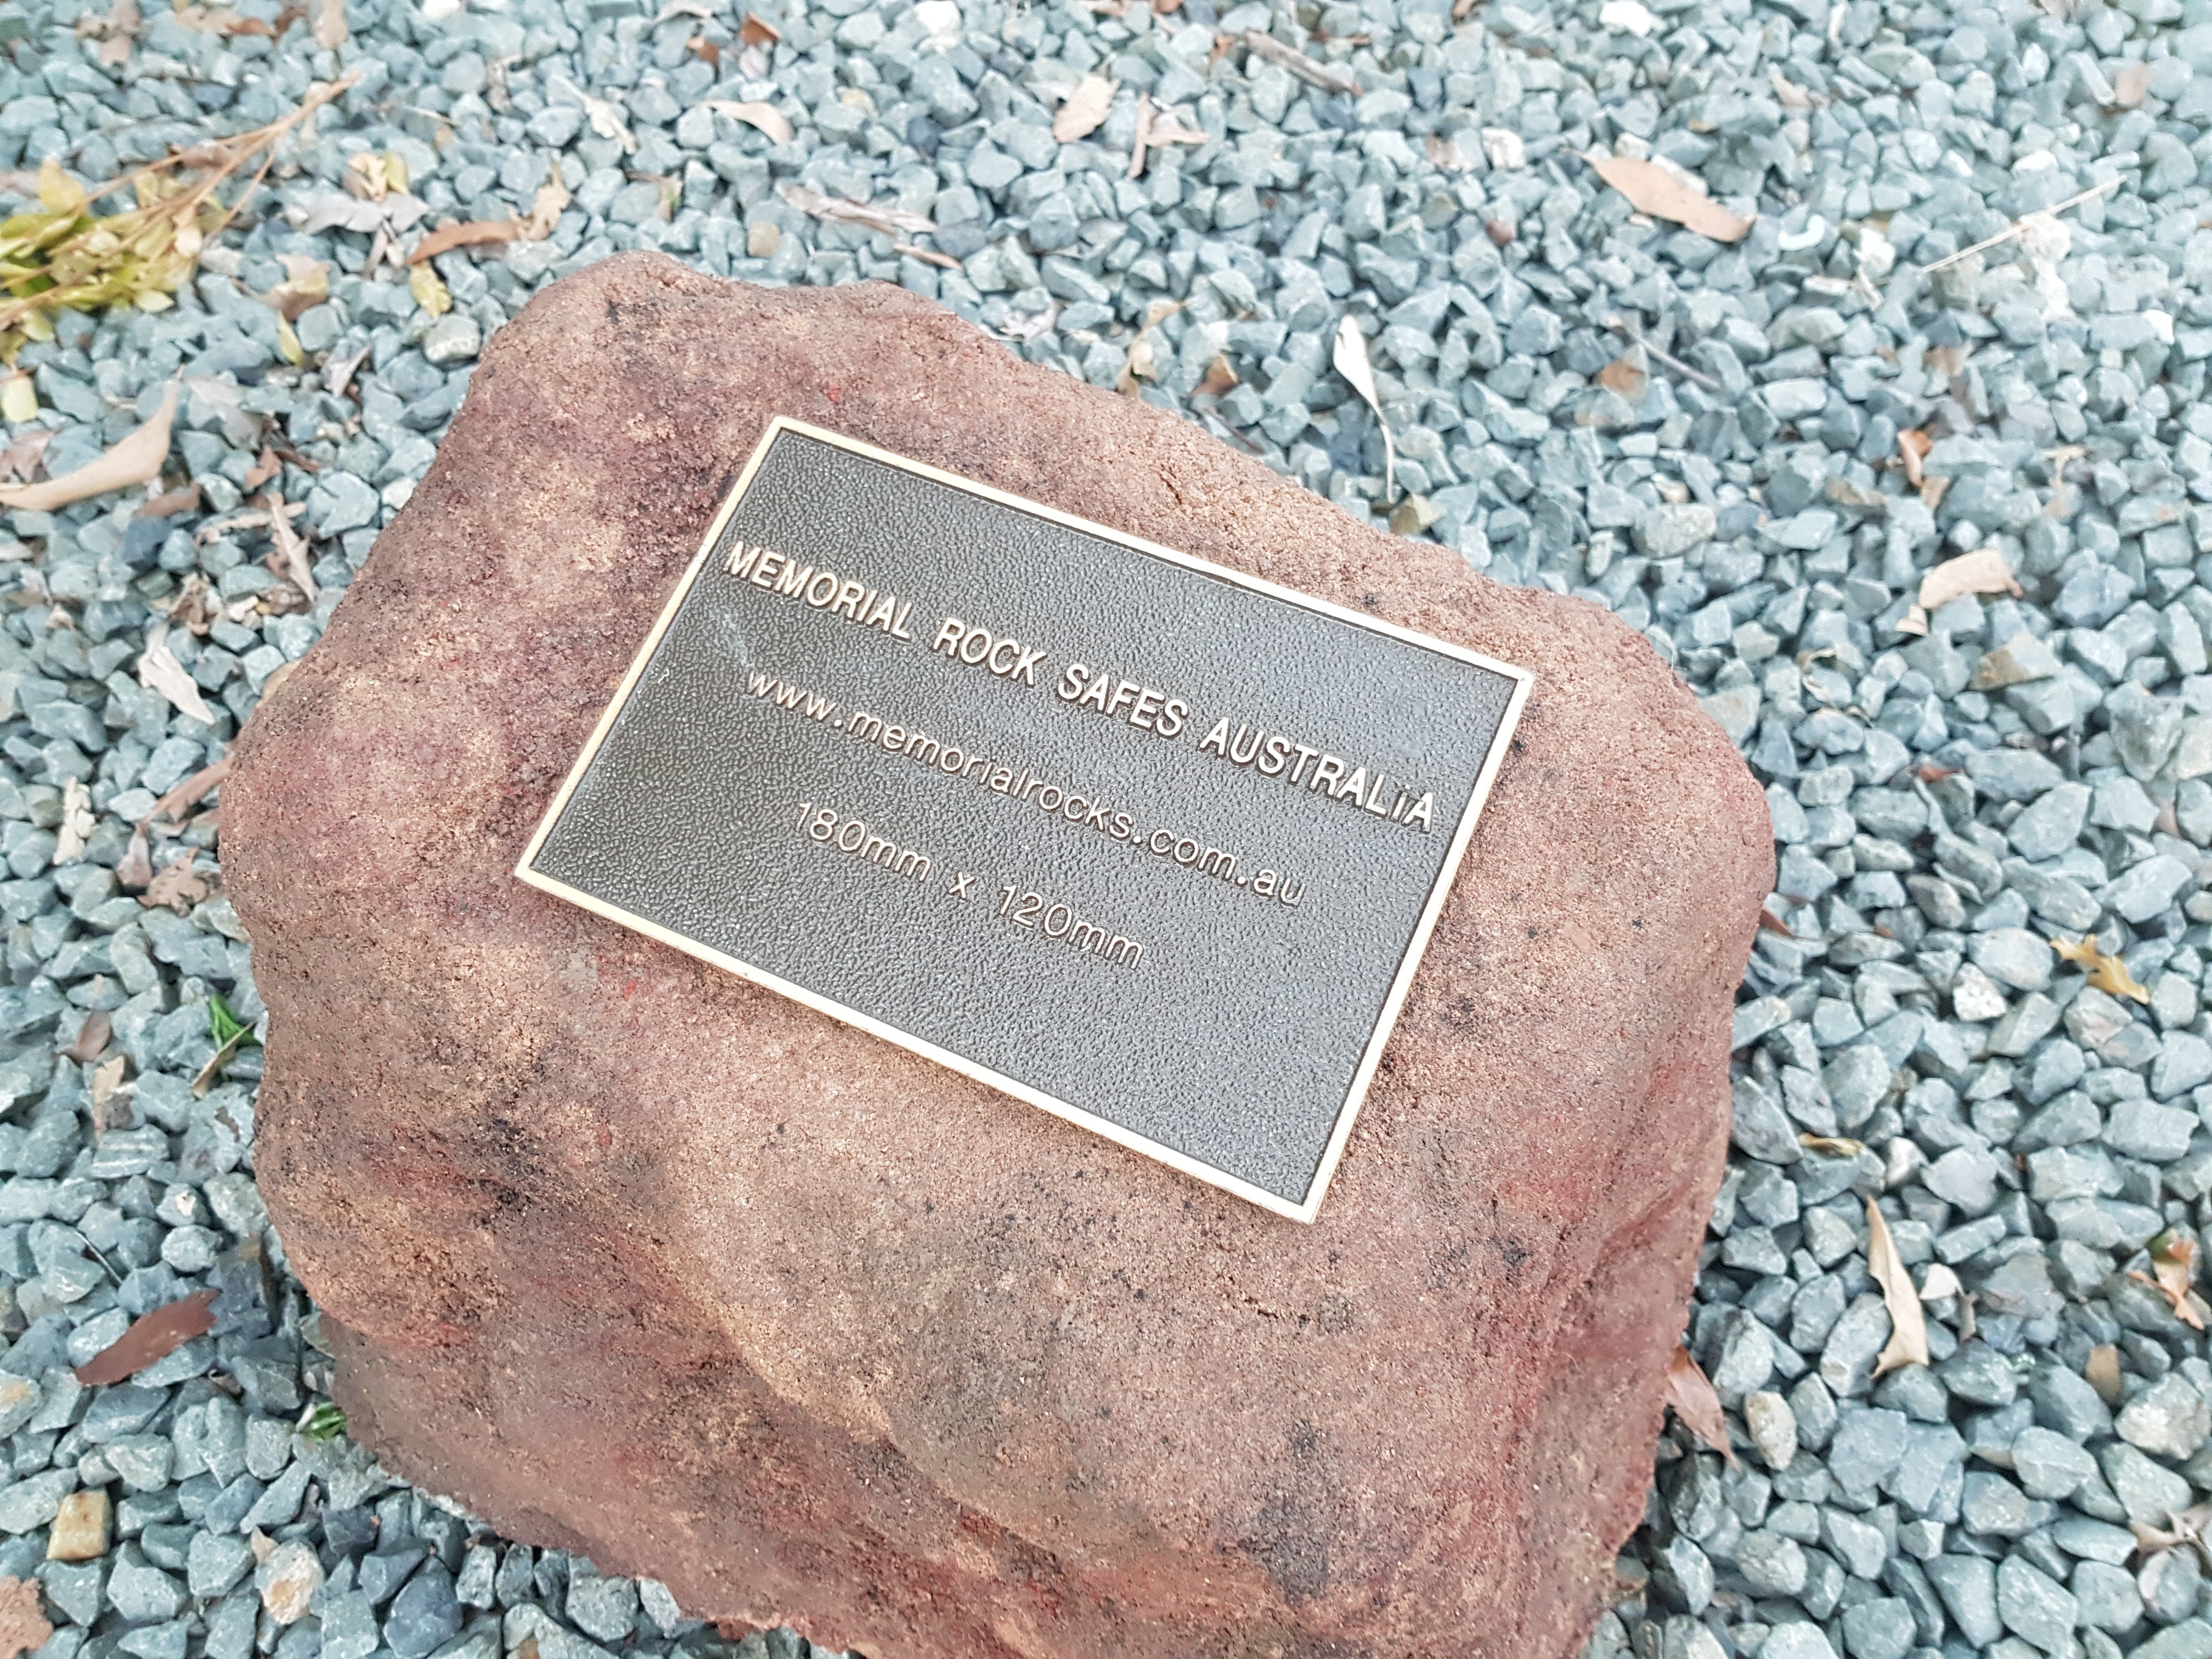 MEMORIAL ROCK SAFES AUSTRALiA
www.memorialrocks.com.au
180mm x 120mm